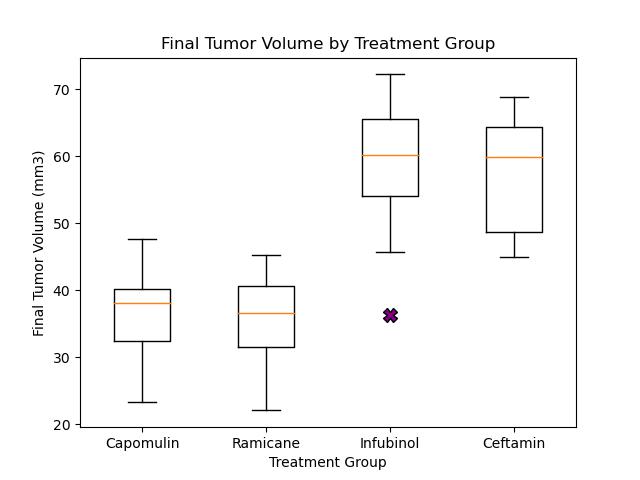 Final Tumor Volume by Treatment Group
Final Tumor Volume (mm3)
70
60
50
40
30
20
Capomulin Ramicane Infubinol Ceftamin
Treatment Group